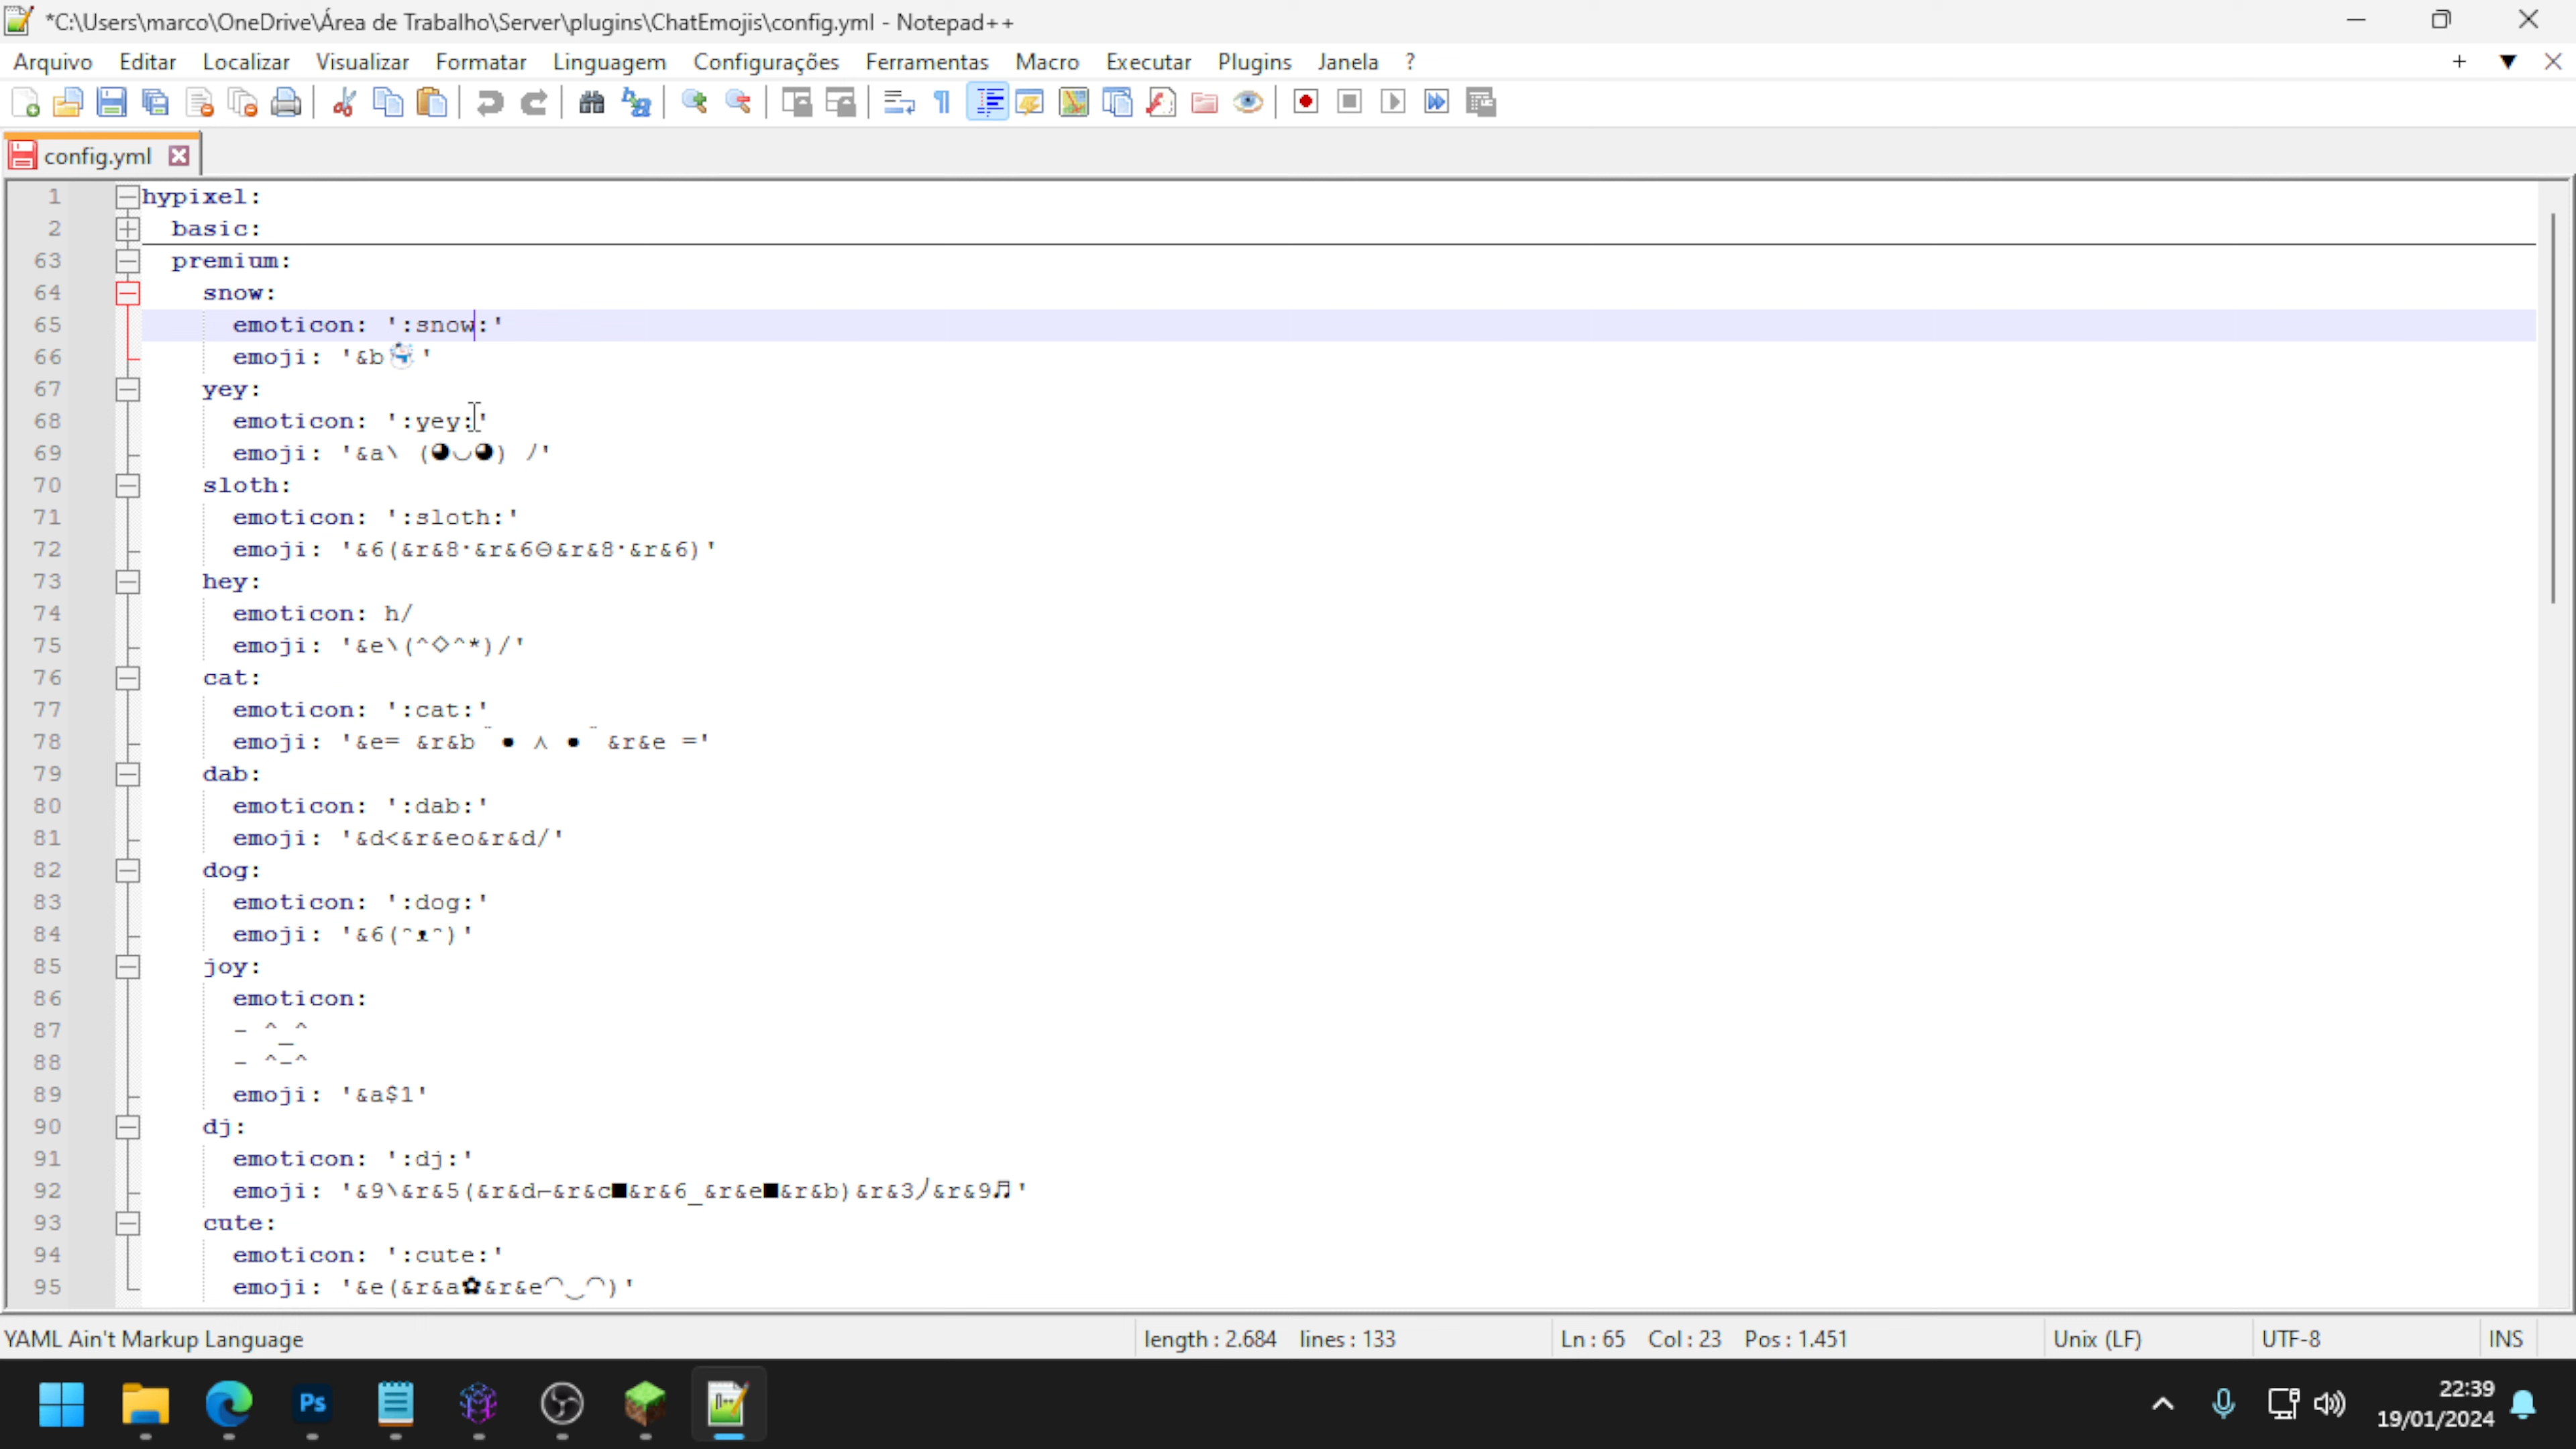 *C:\Users\marco\OneDrive\Área de Trabalho\Server\plugins\ChatEmojis\config.yml - Notepad++
Arquivo Editar Localizar Visualizar Formatar Linguagem Configurações Ferramentas Macro Executar Plugins Janela ?
config.yml
1 hypixel:
2 basic:
63 premium:
64 snow:
65 emoticon: ':snow:'
66 emoji: '&b☃'
67 yey:
68 emoticon: ':yey:'
69 emoji: '&a\ (◕◡◕) /'
70 sloth:
71 emoticon: ':sloth:'
72 emoji: '&6(&r&8·&r&6⊝&r&8·&r&6)'
73 hey:
74 emoticon: h/
75 emoji: '&e\(^◇^*)/'
76 cat:
77 emoticon: ':cat:'
78 emoji: '&e= &r&b ̄● ⋏ ● ̄&r&e ='
79 dab:
80 emoticon: ':dab:'
81 emoji: '&d<&r&eo&r&d/'
82 dog:
83 emoticon: ':dog:'
84 emoji: '&6(ᵔᴥᵔ)'
85 joy:
86 emoticon:
87 - ^_^
88 - ^-^
89 emoji: '&a$1'
90 dj:
91 emoticon: ':dj:'
92 emoji: '&9\&r&5(&r&d⌐&r&c■&r&6_&r&e■&r&b)&r&3ノ&r&9♬'
93 cute:
94 emoticon: ':cute:'
95 emoji: '&e(&r&a✿&r&e◠‿◠)'
YAML Ain't Markup Language length : 2.684 lines : 133 Ln : 65 Col : 23 Pos : 1.451 Unix (LF) UTF-8 INS
Ps
22:39
19/01/2024